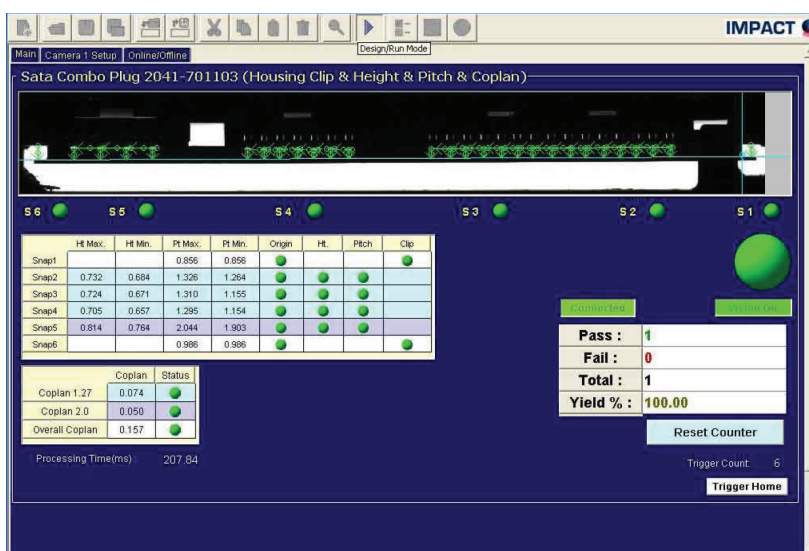 IMPACT
Design/Run Mode
Main Camera 1 Setup Online/Offline
Sata Combo Plug 2041-701103 (Housing Clip & Height & Pitch & Coplan)
S 6 S 5 S 4 S 3 S 2 S 1
Ht Max. Ht Min. Pt Max. Pt Min. Origin Ht. Pitch Clip
Snap1 0.856 0.856
Snap2 0.732 0.684 1.326 1.264
Snap3 0.724 0.671 1.310 1.155
Snap4 0.705 0.657 1.295 1.154
Snap5 0.814 0.764 2.044 1.903
Snap6 0.986 0.986
Connected Vision On
Pass : 1
Fail : 0
Total : 1
Yield % : 100.00
Coplan Status
Coplan 1.27 0.074
Coplan 2.0 0.050
Overall Coplan 0.157
Reset Counter
Processing Time(ms) 207.84
Trigger Count: 6
Trigger Home